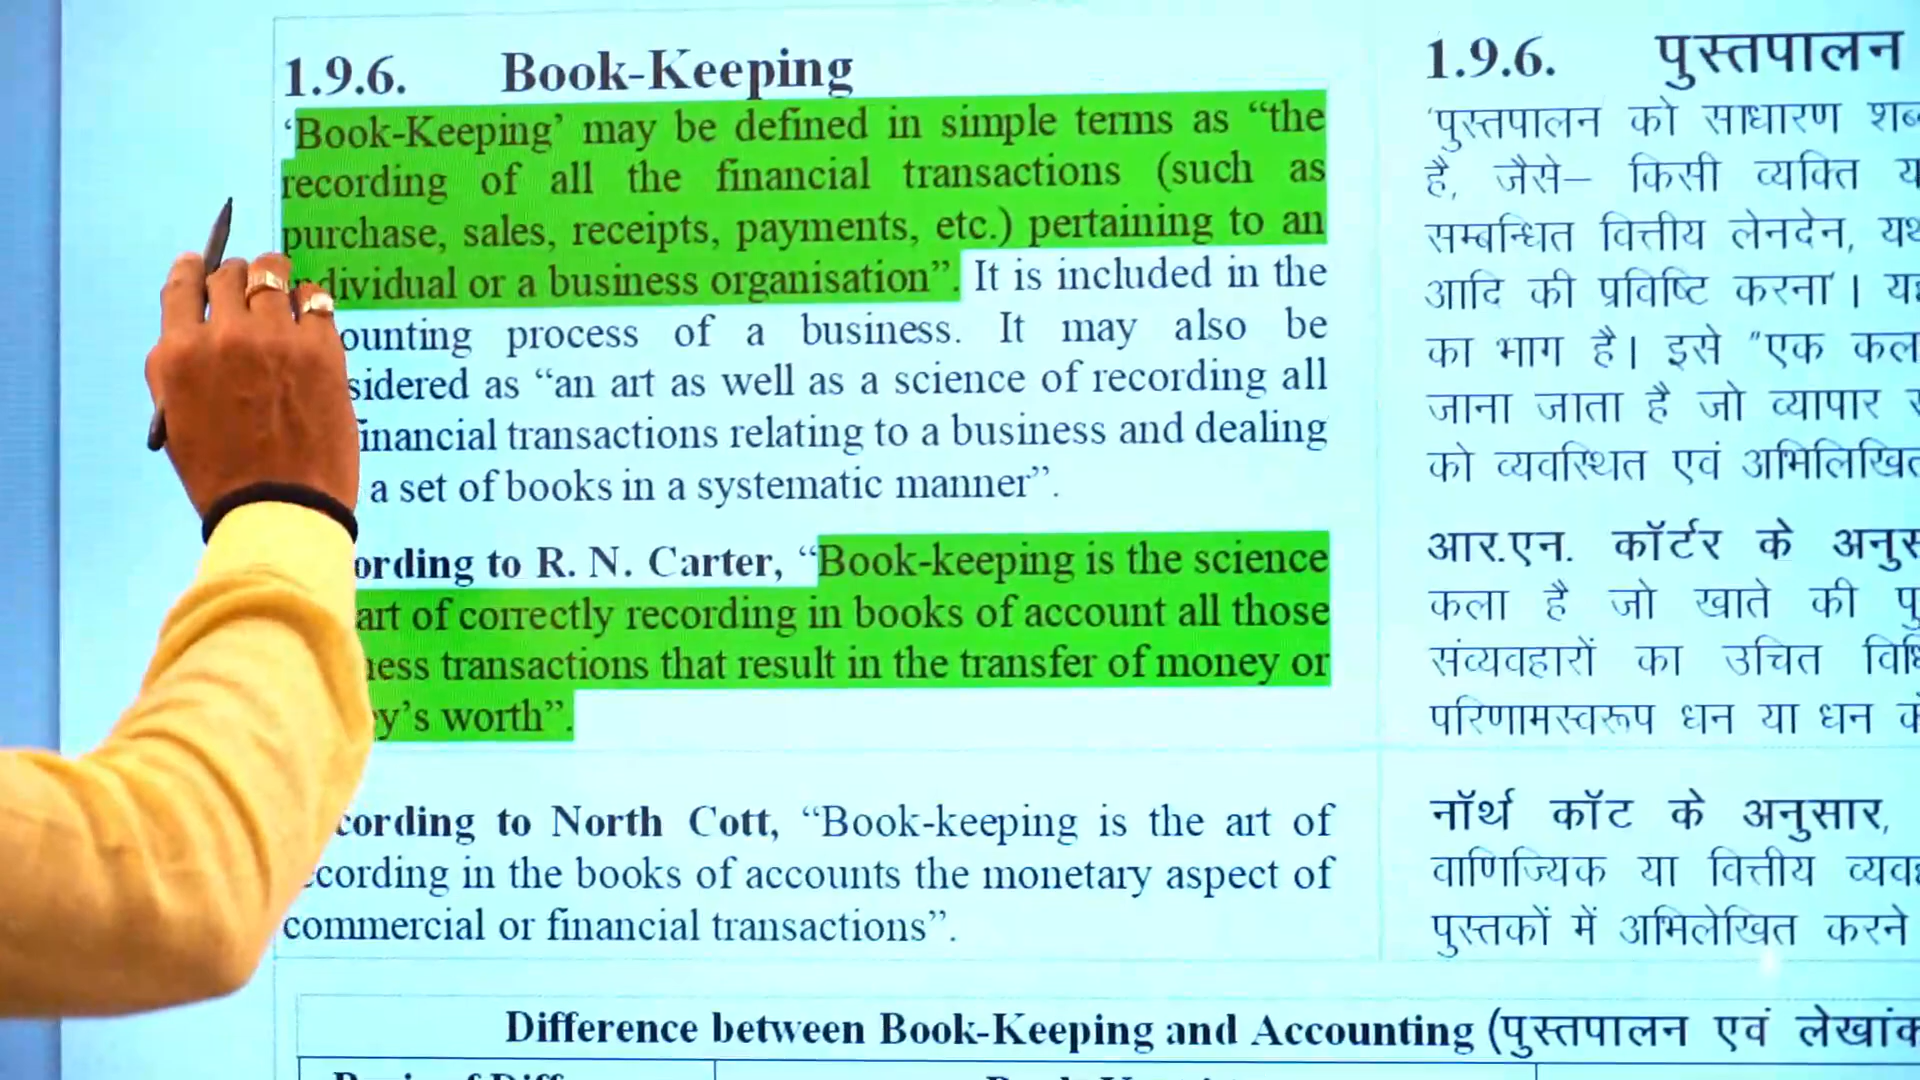 1.9.6. Book-Keeping
‘Book-Keeping’ may be defined in simple terms as “the
recording of all the financial transactions (such as
purchase, sales, receipts, payments, etc.) pertaining to an
dividual or a business organisation”. It is included in the
ounting process of a business. It may also be
sidered as “an art as well as a science of recording all
inancial transactions relating to a business and dealing
a set of books in a systematic manner”.
ording to R. N. Carter, “Book-keeping is the science
art of correctly recording in books of account all those
ess transactions that result in the transfer of money or
y’s worth”.
cording to North Cott, “Book-keeping is the art of
cording in the books of accounts the monetary aspect of
commercial or financial transactions”.
1.9.6. पुस्तपालन
‘पुस्तपालन को साधारण शब्
है, जैसे– किसी व्यक्ति य
सम्बन्धित वित्तीय लेनदेन, यथ
आदि की प्रविष्टि करना’। यह
का भाग है। इसे “एक कल
जाना जाता है जो व्यापार
को व्यवस्थित एवं अभिलिखित
आर.एन. कॉर्टर के अनुस
कला है जो खाते की पु
संव्यवहारों का उचित विधि
परिणामस्वरूप धन या धन के
नॉर्थ कॉट के अनुसार,
वाणिज्यिक या वित्तीय व्यव
पुस्तकों में अभिलेखित करने
Difference between Book-Keeping and Accounting (पुस्तपालन एवं लेखांक